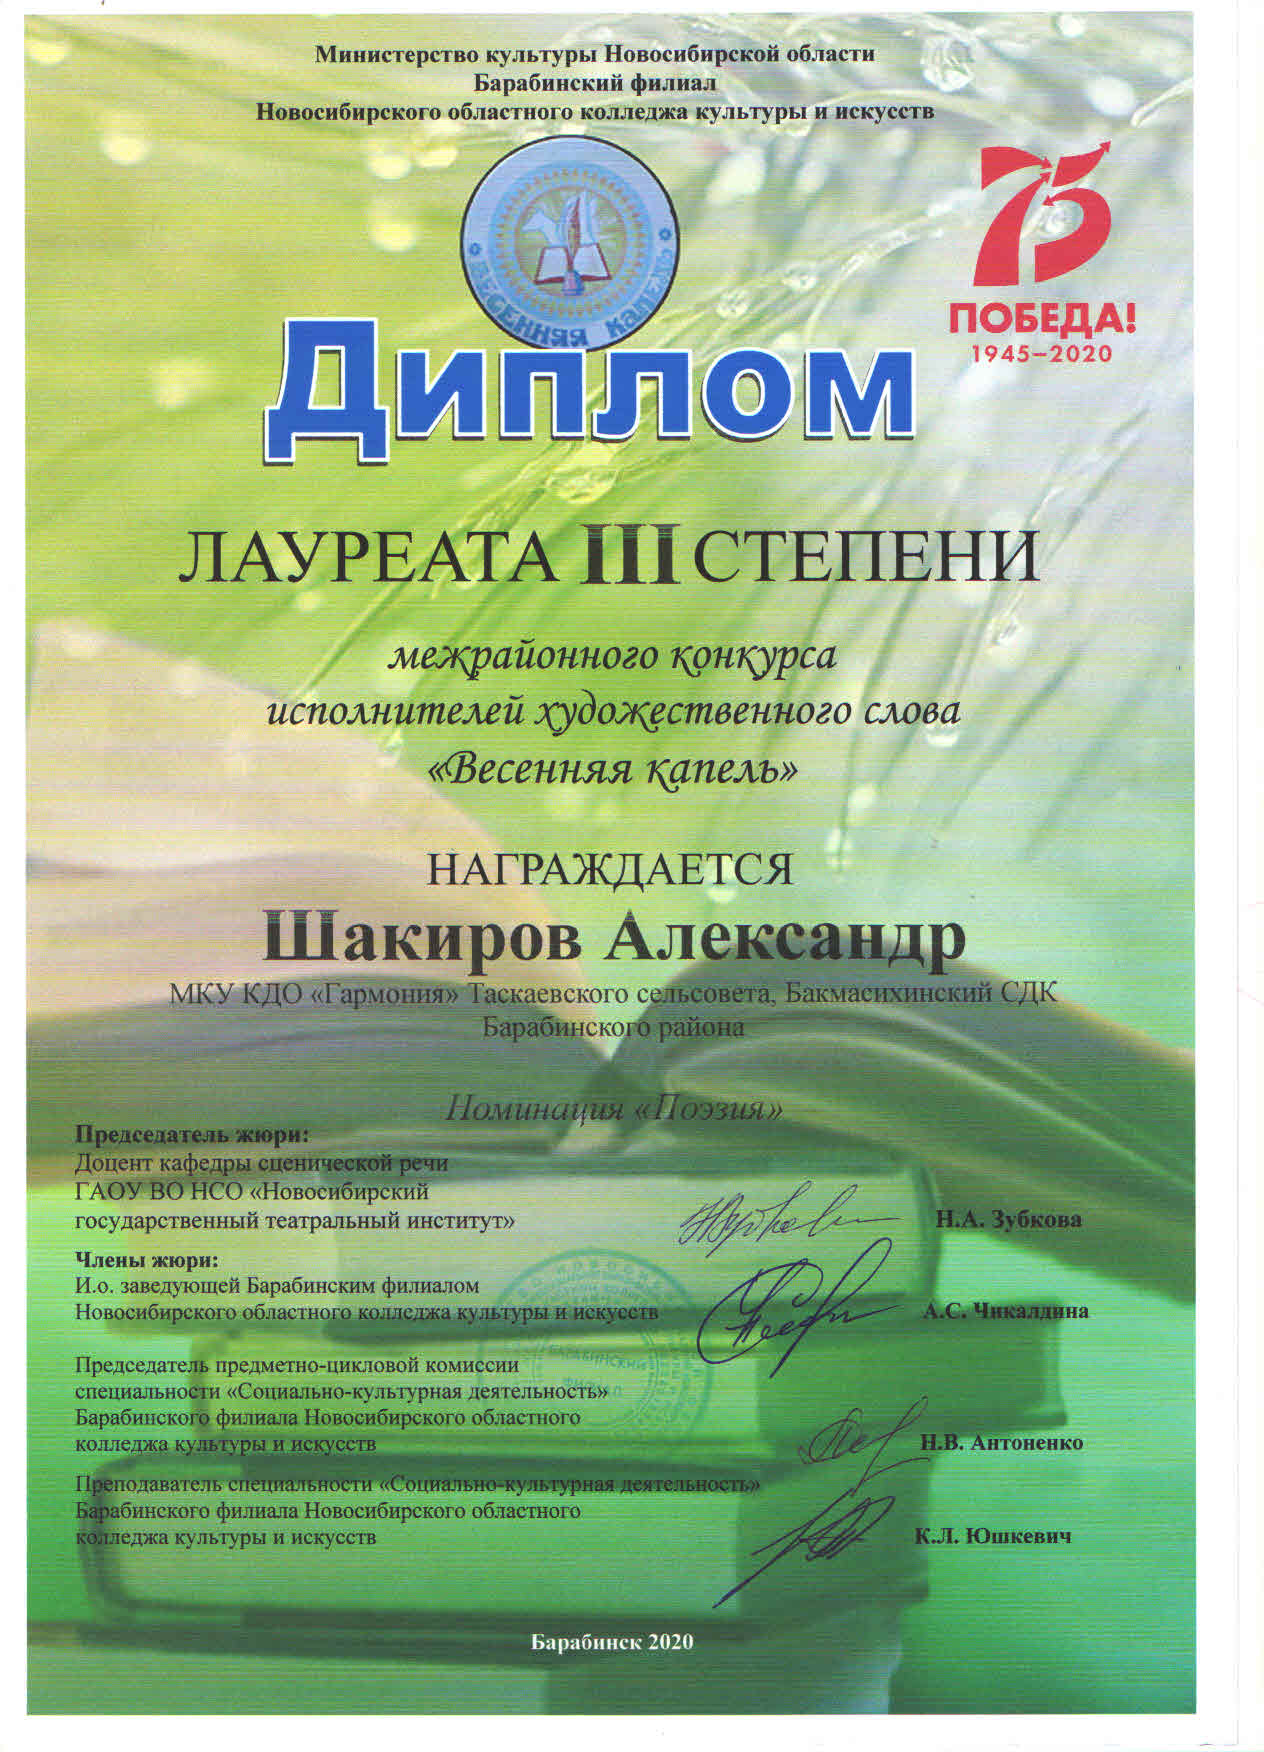 Министерство культуры Новосибирской области
Барабинский филиал
Новосибирского областного колледжа культуры и искусств
ВЕСЕННЯЯ КАПЕЛЬ
75
ПОБЕДА!
1945–2020
Диплом
ЛАУРЕАТА III СТЕПЕНИ
межрайонного конкурса
исполнителей художественного слова
«Весенняя капель»
НАГРАЖДАЕТСЯ
Шакиров Александр
МКУ КДО «Гармония» Таскаевского сельсовета, Бакмасихинский СДК
Барабинского района
Номинация «Поэзия»
Председатель жюри:
Доцент кафедры сценической речи
ГАОУ ВО НСО «Новосибирский
государственный театральный институт» Н.А. Зубкова
Члены жюри:
И.о. заведующей Барабинским филиалом
Новосибирского областного колледжа культуры и искусств А.С. Чикалдина
БАРАБИНСКИЙ
ФИЛИАЛ
Председатель предметно-цикловой комиссии
специальности «Социально-культурная деятельность»
Барабинского филиала Новосибирского областного
колледжа культуры и искусств Н.В. Антоненко
Преподаватель специальности «Социально-культурная деятельность»
Барабинского филиала Новосибирского областного
колледжа культуры и искусств К.Л. Юшкевич
Барабинск 2020